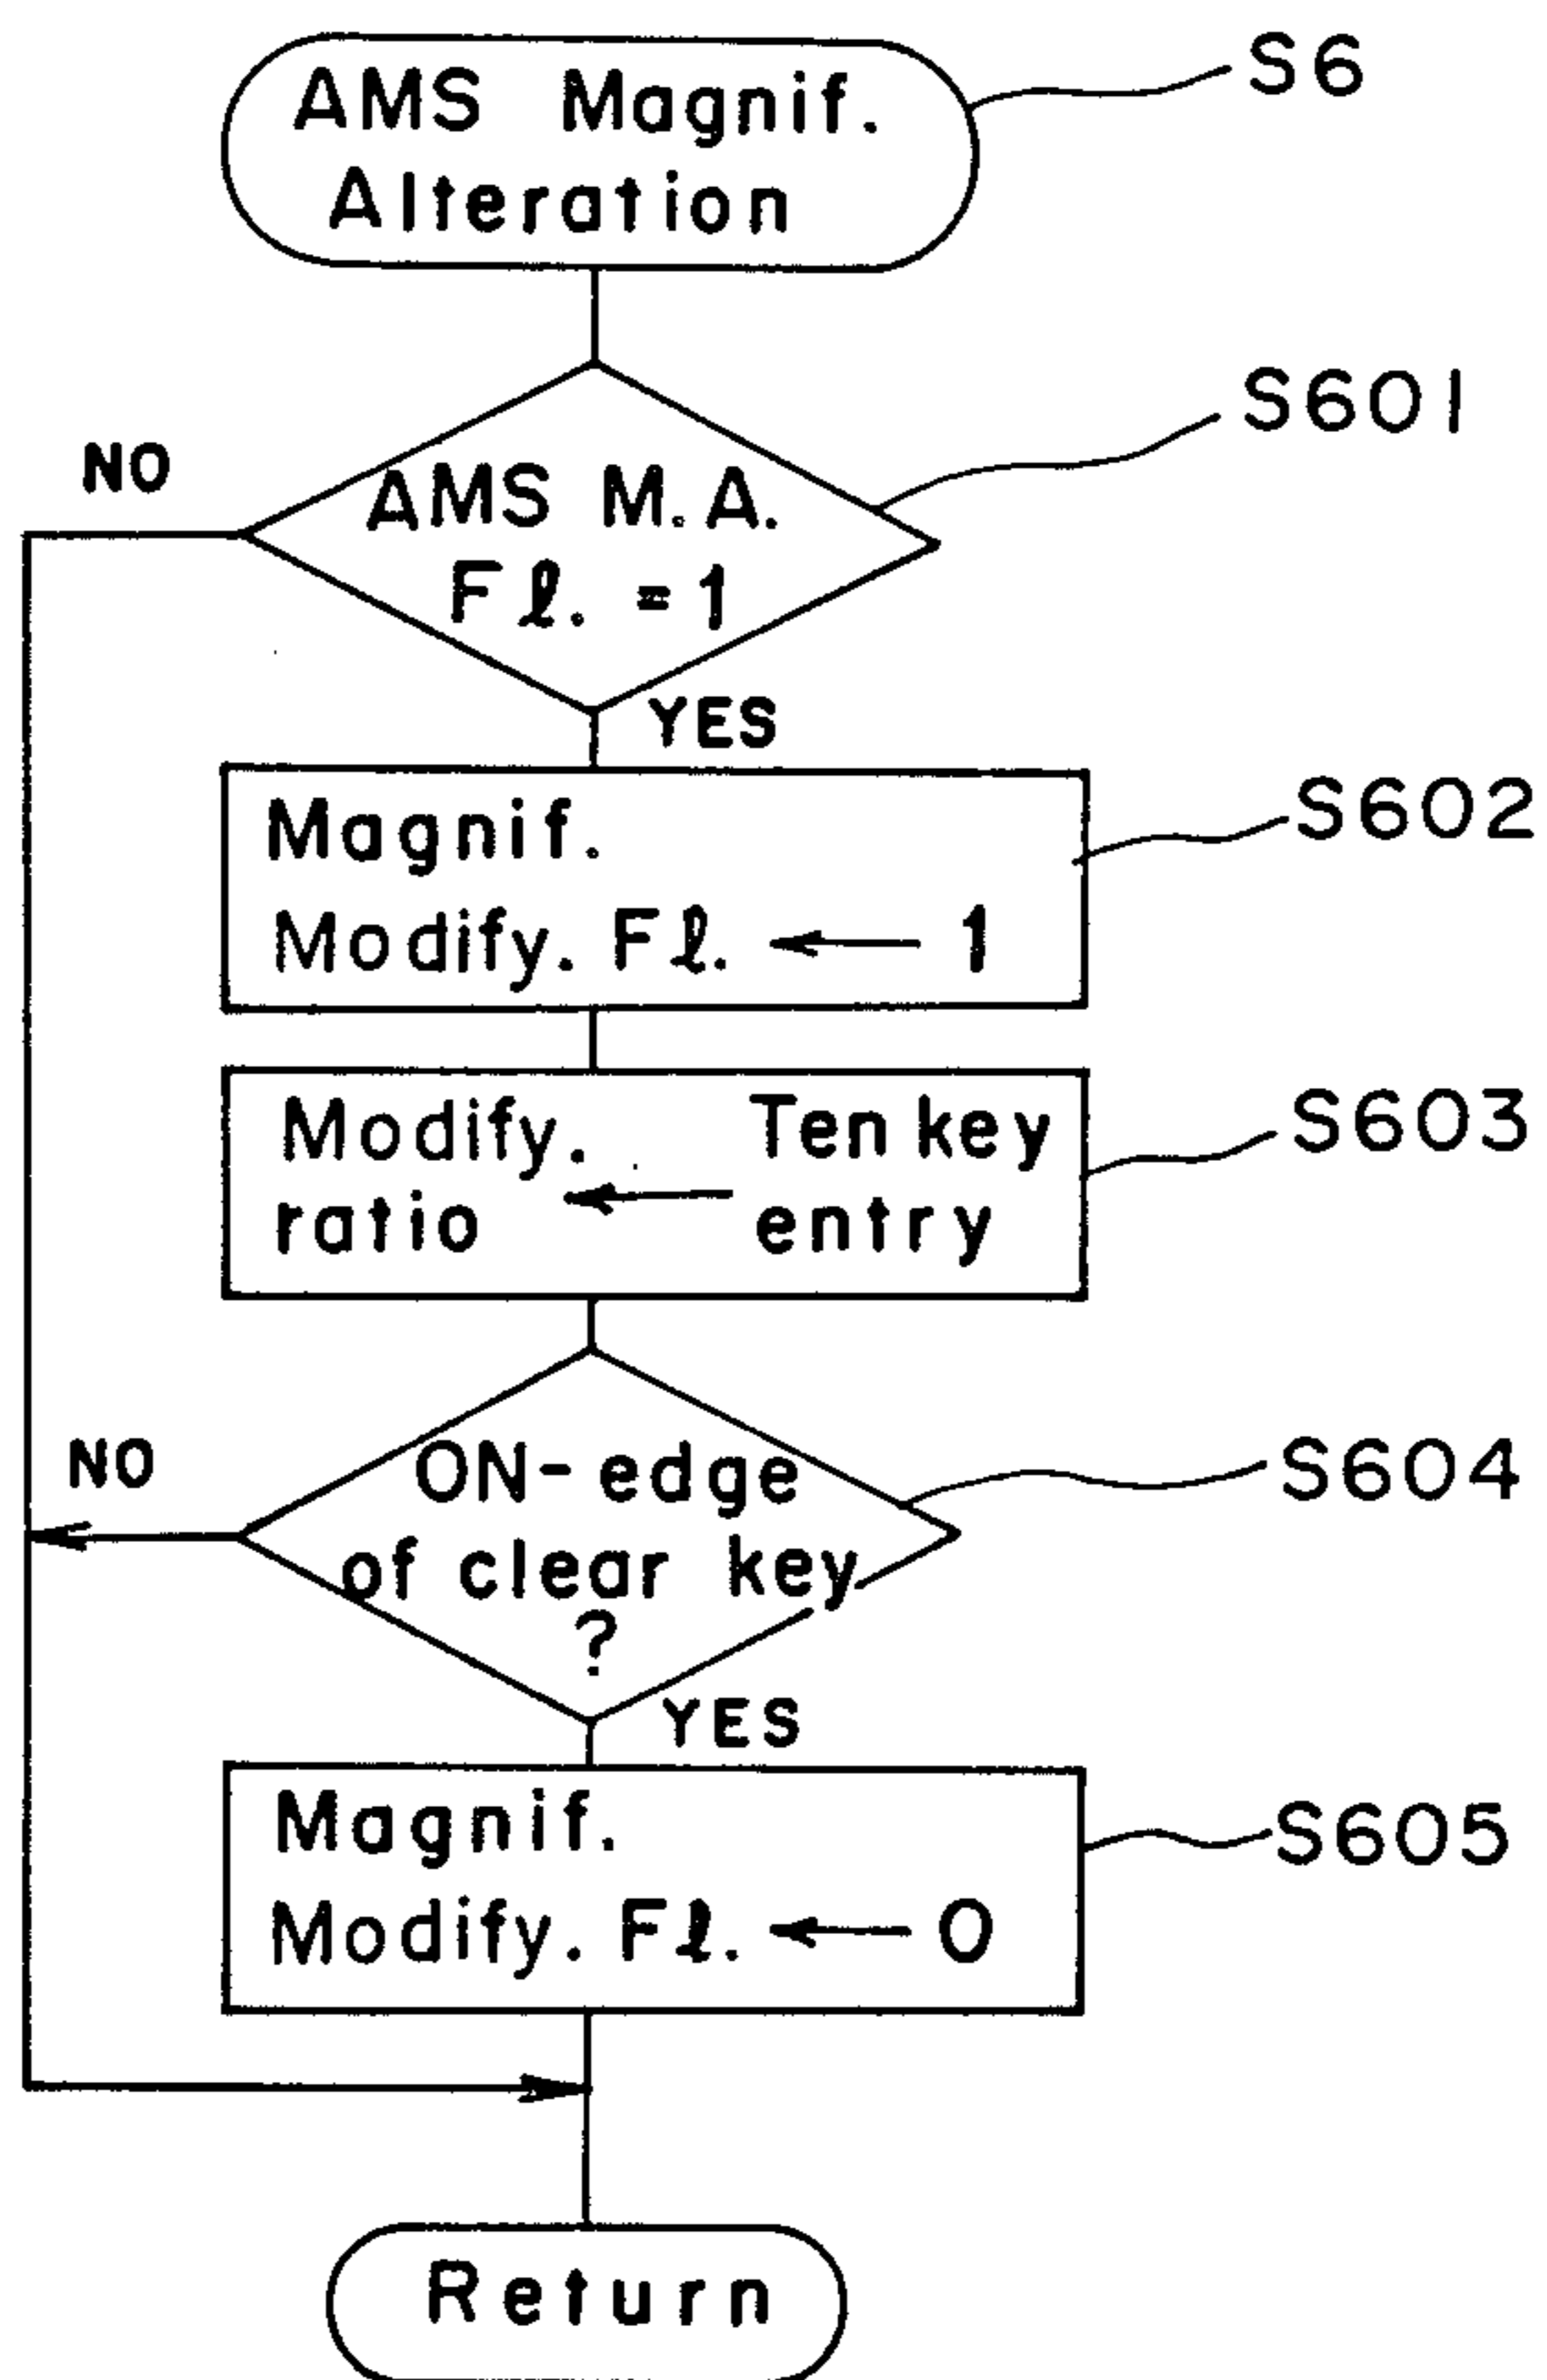 AMS Magnif.
Alteration
S6
S601
NO
AMS M.A.
Fl. = 1
YES
Magnif.
Modify. Fl. ← 1
S602
Modify. Ten key
ratio ← entry
S603
NO
ON-edge
of clear key
?
S604
YES
Magnif.
Modify. Fl. ← 0
S605
Return